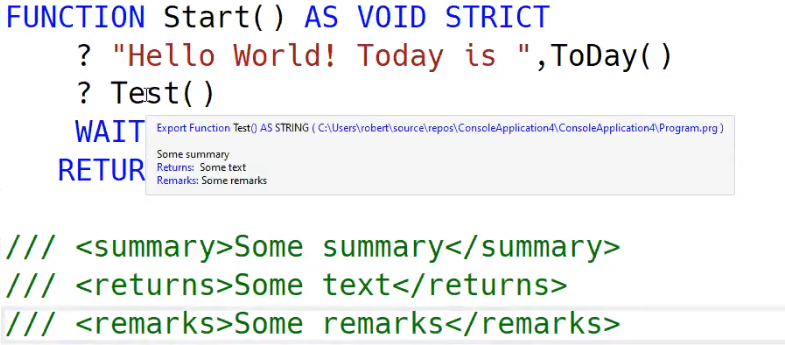 FUNCTION Start() AS VOID STRICT
? "Hello World! Today is ",ToDay()
? Test()
WAIT
RETUR
Export Function Test() AS STRING ( C:\Users\robert\source\repos\ConsoleApplication4\ConsoleApplication4\Program.prg )
Some summary
Returns: Some text
Remarks: Some remarks
/// <summary>Some summary</summary>
/// <returns>Some text</returns>
/// <remarks>Some remarks</remarks>